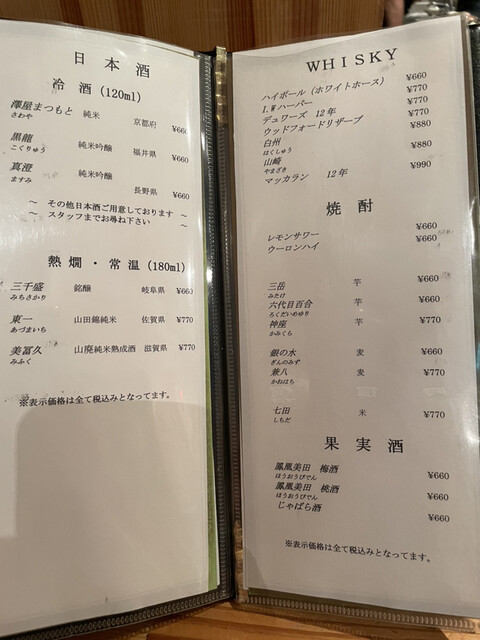 日本酒
冷酒(120ml)
澤屋まつもと 純米 京都府 ¥660
さわや
黒龍 純米吟醸 福井県 ¥660
こくりゅう
真澄 純米吟醸 長野県 ¥660
ますみ
～ その他日本酒ご用意しております ～
～ スタッフまでお尋ね下さい ～
熱燗・常温(180ml)
三千盛 銘醸 岐阜県 ¥660
みちさかり
東一 山田錦純米 佐賀県 ¥770
あづまいち
美冨久 山廃純米熟成酒 滋賀県 ¥770
みふく
※表示価格は全て税込みとなってます。
WHISKY
ハイボール(ホワイトホース) ¥660
I.Wハーパー ¥770
デュワーズ 12年 ¥770
ウッドフォードリザーブ ¥880
白州
はくしゅう
山崎 ¥880
やまざき
マッカラン 12年 ¥990
焼酎
レモンサワー ¥660
ウーロンハイ ¥660
三岳 芋 ¥660
みたけ
六代目百合 芋 ¥660
ろくだいめゆり
神座 芋 ¥770
かみくら
銀の水 麦 ¥660
ぎんのみず
兼八 麦 ¥770
かねはち
七田 米 ¥770
しちだ
果実酒
鳳凰美田 梅酒 ¥660
ほうおうびでん
鳳凰美田 桃酒 ¥660
ほうおうびでん
じゃばら酒 ¥660
※表示価格は全て税込みとなってます。